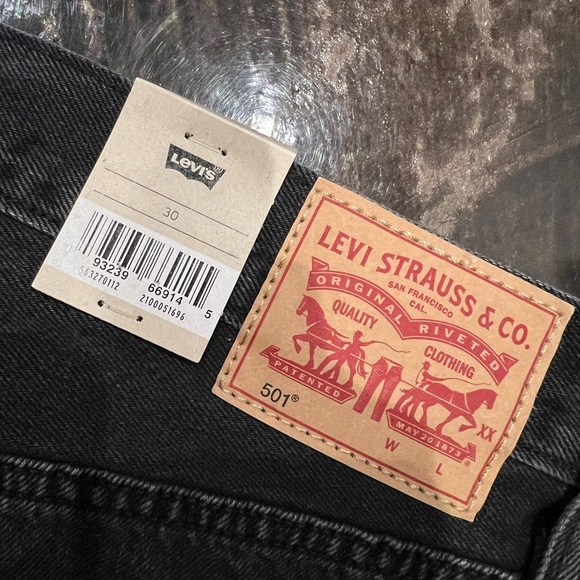 Levi's
30
93239 66914 5
563270112 2100051696
LEVI STRAUSS & CO.
SAN FRANCISCO
CAL.
ORIGINAL RIVETED
QUALITY CLOTHING
PATENTED MAY 20 1873
501® XX
W L